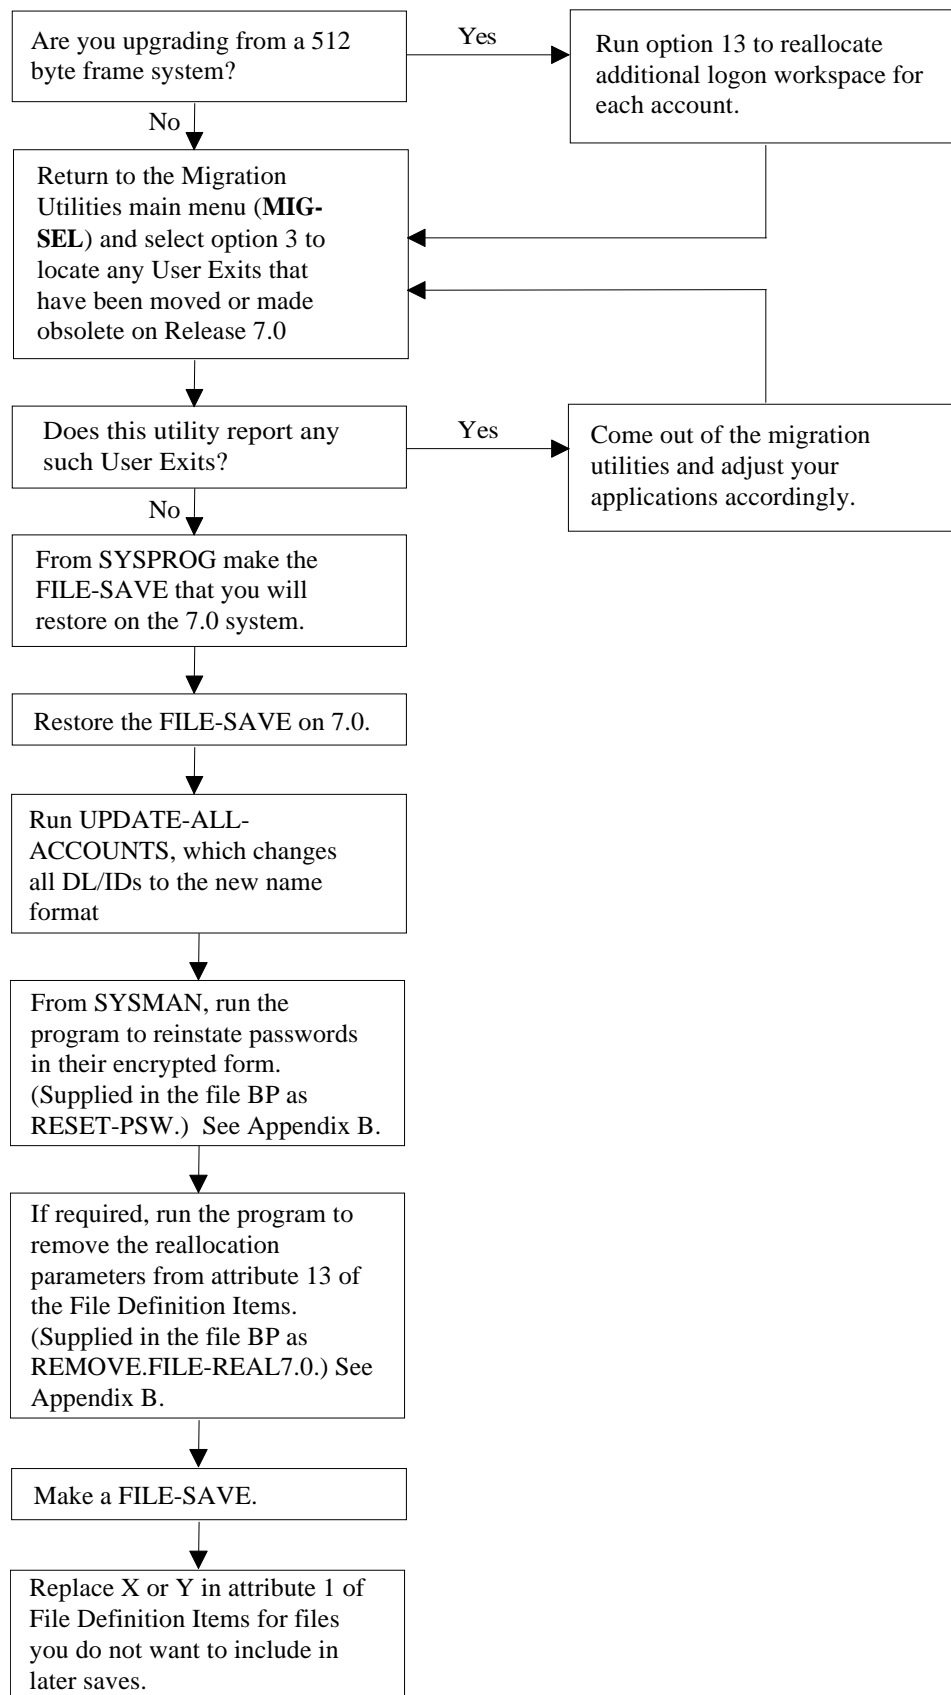 Are you upgrading from a 512
byte frame system?
Yes
Run option 13 to reallocate
additional logon workspace for
each account.
No
Return to the Migration
Utilities main menu (MIG-
SEL) and select option 3 to
locate any User Exits that
have been moved or made
obsolete on Release 7.0
Does this utility report any
such User Exits?
Yes
Come out of the migration
utilities and adjust your
applications accordingly.
No
From SYSPROG make the
FILE-SAVE that you will
restore on the 7.0 system.
Restore the FILE-SAVE on 7.0.
Run UPDATE-ALL-
ACCOUNTS, which changes
all DL/IDs to the new name
format
From SYSMAN, run the
program to reinstate passwords
in their encrypted form.
(Supplied in the file BP as
RESET-PSW.)  See Appendix B.
If required, run the program to
remove the reallocation
parameters from attribute 13 of
the File Definition Items.
(Supplied in the file BP as
REMOVE.FILE-REAL7.0.) See
Appendix B.
Make a FILE-SAVE.
Replace X or Y in attribute 1 of
File Definition Items for files
you do not want to include in
later saves.